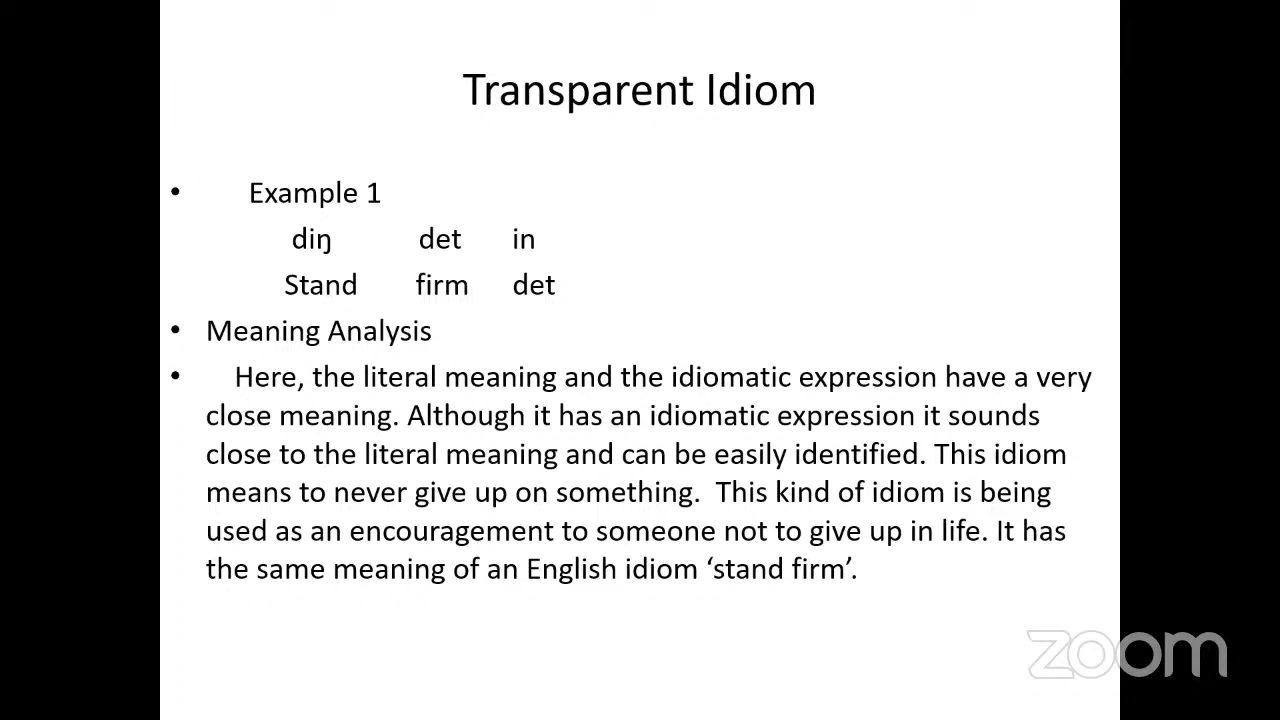 Transparent Idiom
• Example 1
diŋ det in
Stand firm det
• Meaning Analysis
• Here, the literal meaning and the idiomatic expression have a very
close meaning. Although it has an idiomatic expression it sounds
close to the literal meaning and can be easily identified. This idiom
means to never give up on something. This kind of idiom is being
used as an encouragement to someone not to give up in life. It has
the same meaning of an English idiom ‘stand firm’.
zoom